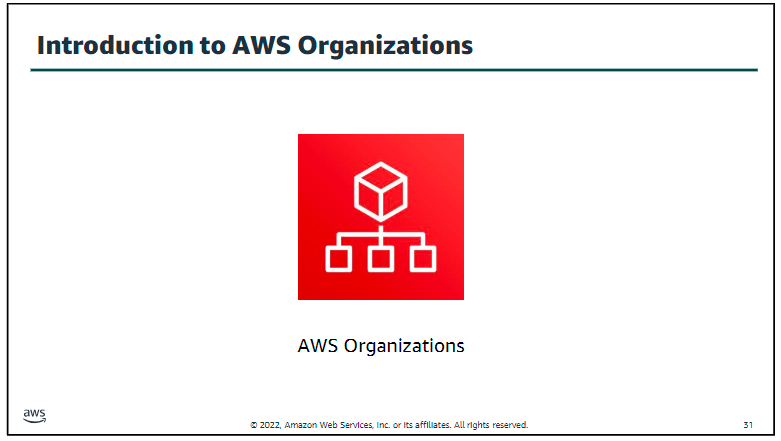 Introduction to AWS Organizations
AWS Organizations
aws
© 2022, Amazon Web Services, Inc. or its affiliates. All rights reserved.
31